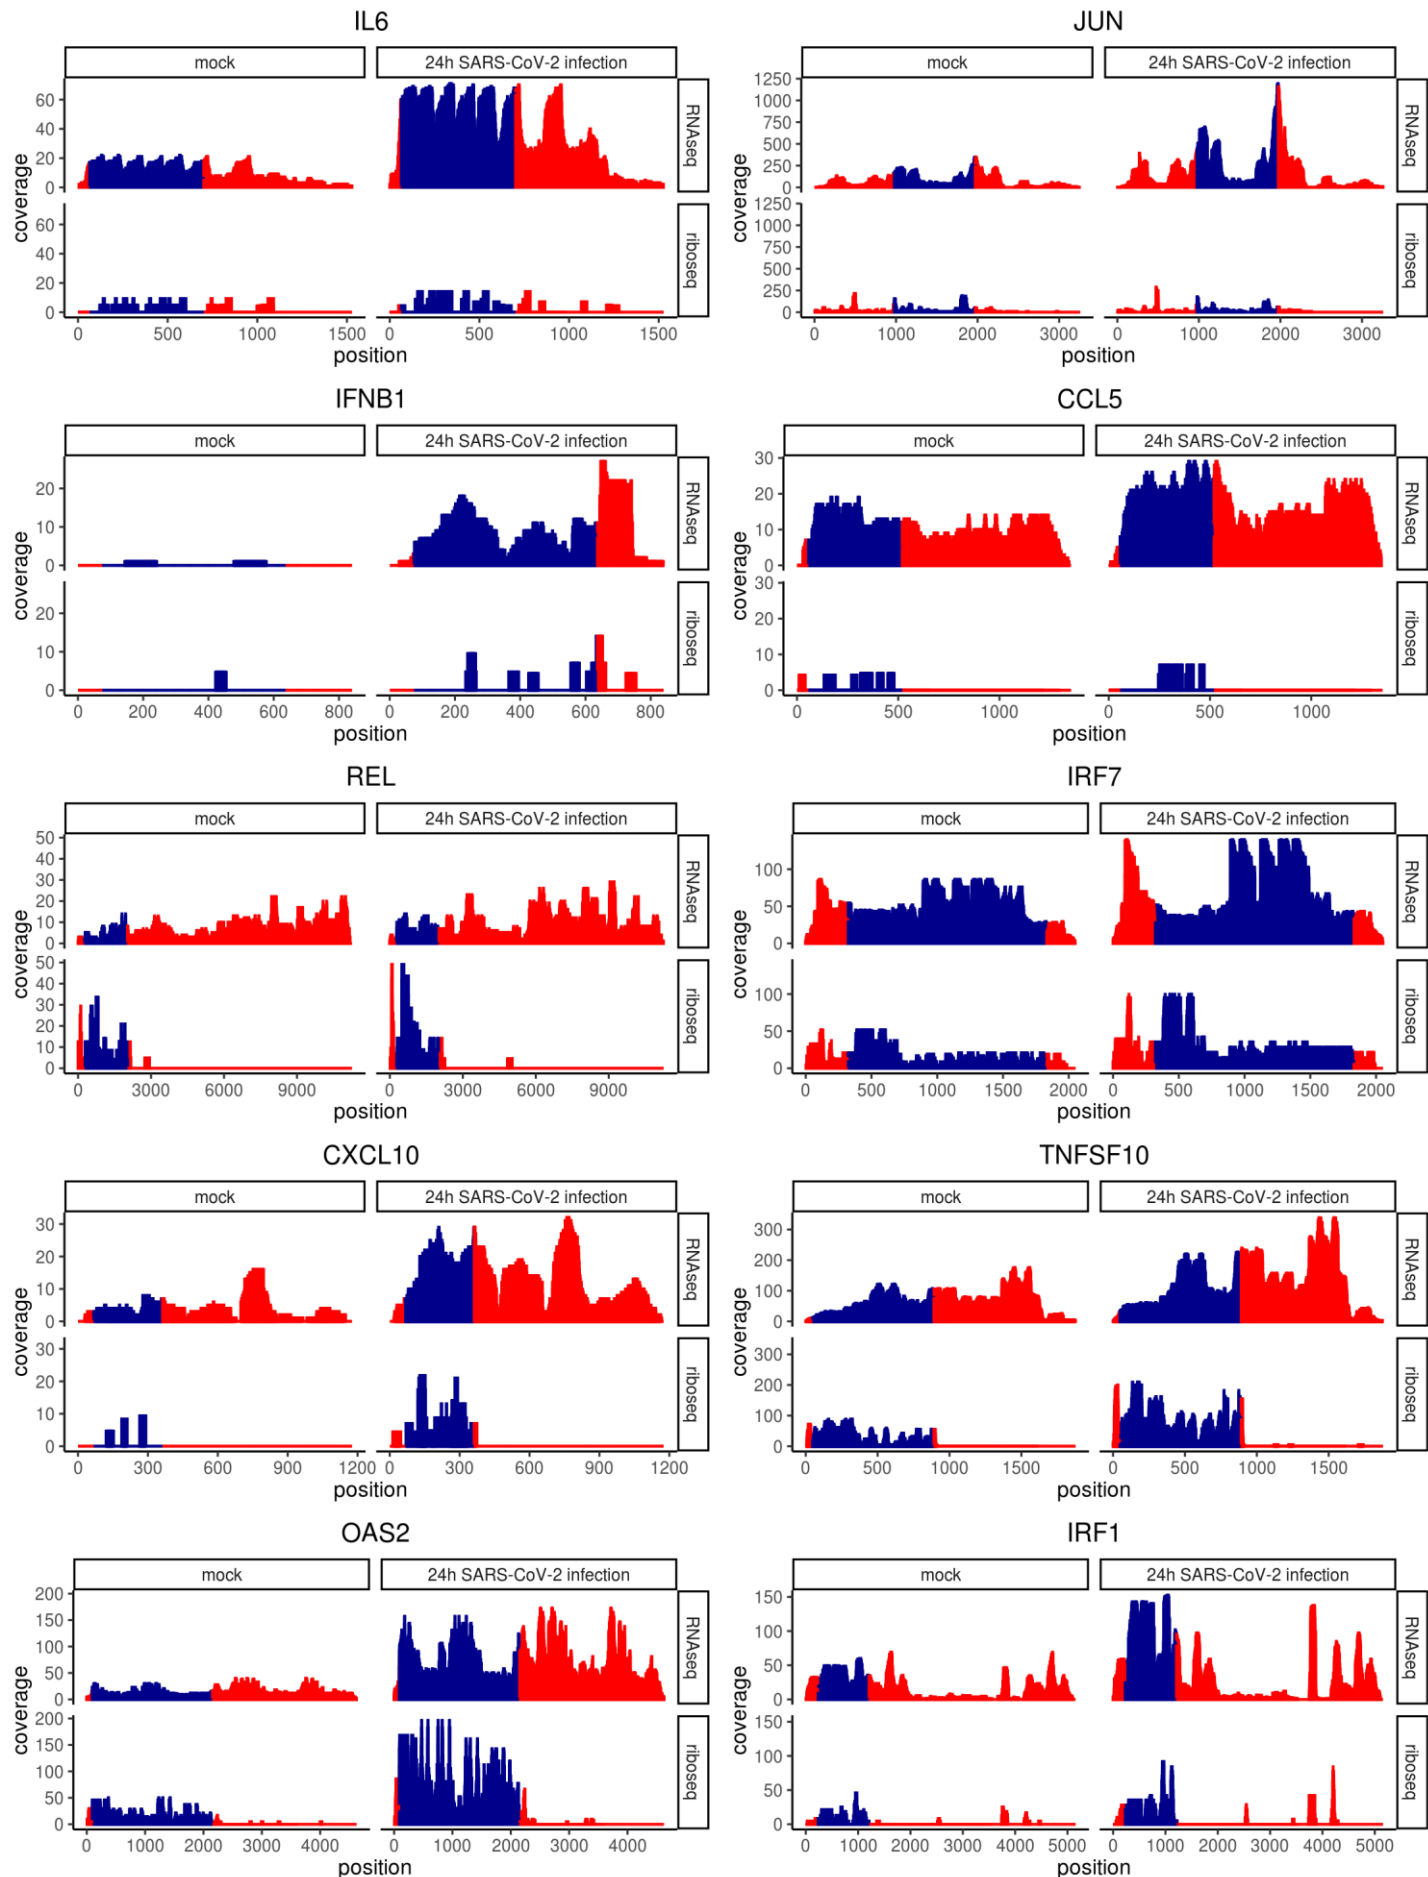 IL6
mock
24h SARS-CoV-2 infection
coverage
60
40
20
0
RNAseq
60
40
20
0
riboseq
0 500 1000 1500 0 500 1000 1500
position
JUN
mock
24h SARS-CoV-2 infection
coverage
1250
1000
750
500
250
0
RNAseq
1250
1000
750
500
250
0
riboseq
0 1000 2000 3000 0 1000 2000 3000
position
IFNB1
mock
24h SARS-CoV-2 infection
coverage
20
10
0
RNAseq
20
10
0
riboseq
0 200 400 600 800 0 200 400 600 800
position
CCL5
mock
24h SARS-CoV-2 infection
coverage
30
20
10
0
RNAseq
30
20
10
0
riboseq
0 500 1000 0 500 1000
position
REL
mock
24h SARS-CoV-2 infection
coverage
50
40
30
20
10
0
RNAseq
50
40
30
20
10
0
riboseq
0 3000 6000 9000 0 3000 6000 9000
position
IRF7
mock
24h SARS-CoV-2 infection
coverage
100
50
0
RNAseq
100
50
0
riboseq
0 500 1000 1500 2000 0 500 1000 1500 2000
position
CXCL10
mock
24h SARS-CoV-2 infection
coverage
30
20
10
0
RNAseq
30
20
10
0
riboseq
0 300 600 900 1200 0 300 600 900 1200
position
TNFSF10
mock
24h SARS-CoV-2 infection
coverage
300
200
100
0
RNAseq
300
200
100
0
riboseq
0 500 1000 1500 0 500 1000 1500
position
OAS2
mock
24h SARS-CoV-2 infection
coverage
200
150
100
50
0
RNAseq
200
150
100
50
0
riboseq
0 1000 2000 3000 4000 0 1000 2000 3000 4000
position
IRF1
mock
24h SARS-CoV-2 infection
coverage
150
100
50
0
RNAseq
150
100
50
0
riboseq
0 1000 2000 3000 4000 5000 0 1000 2000 3000 4000 5000
position